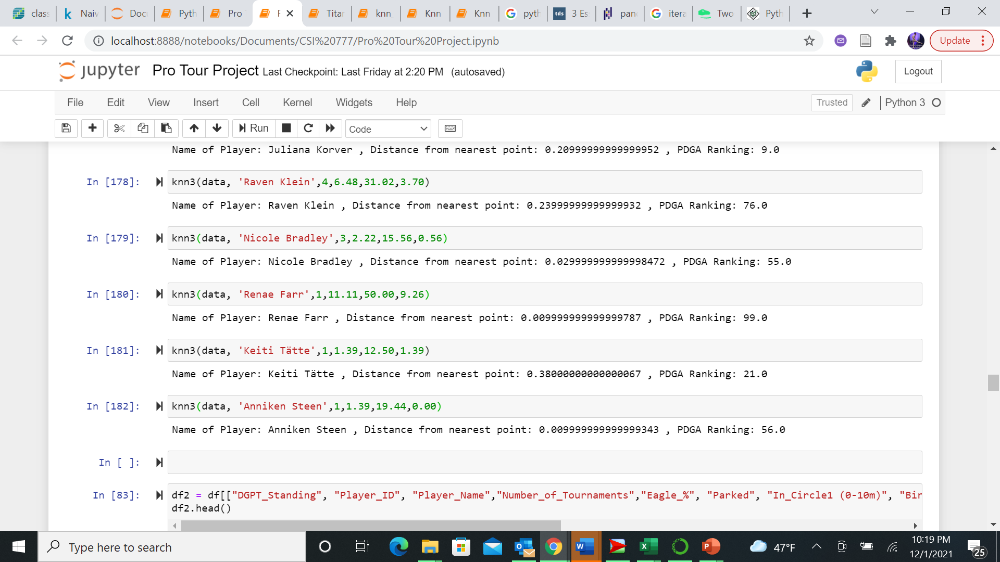 class
Naiv
Docu
Pyth
Pro
F
Titan
knn_
Knn
Knn
pyth
tds 3 Es
pand
itera
Two
Pyth
localhost:8888/notebooks/Documents/CSI%20777/Pro%20Tour%20Project.ipynb
Update
jupyter Pro Tour Project Last Checkpoint: Last Friday at 2:20 PM (autosaved)
Logout
File Edit View Insert Cell Kernel Widgets Help
Trusted Python 3
Run Code
Name of Player: Juliana Korver , Distance from nearest point: 0.20999999999999952 , PDGA Ranking: 9.0
In [178]: knn3(data, 'Raven Klein',4,6.48,31.02,3.70)
Name of Player: Raven Klein , Distance from nearest point: 0.23999999999999932 , PDGA Ranking: 76.0
In [179]: knn3(data, 'Nicole Bradley',3,2.22,15.56,0.56)
Name of Player: Nicole Bradley , Distance from nearest point: 0.029999999999998472 , PDGA Ranking: 55.0
In [180]: knn3(data, 'Renae Farr',1,11.11,50.00,9.26)
Name of Player: Renae Farr , Distance from nearest point: 0.009999999999999787 , PDGA Ranking: 99.0
In [181]: knn3(data, 'Keiti Tätte',1,1.39,12.50,1.39)
Name of Player: Keiti Tätte , Distance from nearest point: 0.38000000000000067 , PDGA Ranking: 21.0
In [182]: knn3(data, 'Anniken Steen',1,1.39,19.44,0.00)
Name of Player: Anniken Steen , Distance from nearest point: 0.009999999999999343 , PDGA Ranking: 56.0
In [ ]:
In [83]: df2 = df[["DGPT_Standing", "Player_ID", "Player_Name","Number_of_Tournaments","Eagle_%", "Parked", "In_Circle1 (0-10m)", "Bir
df2.head()
Type here to search
47°F
10:19 PM
12/1/2021
25